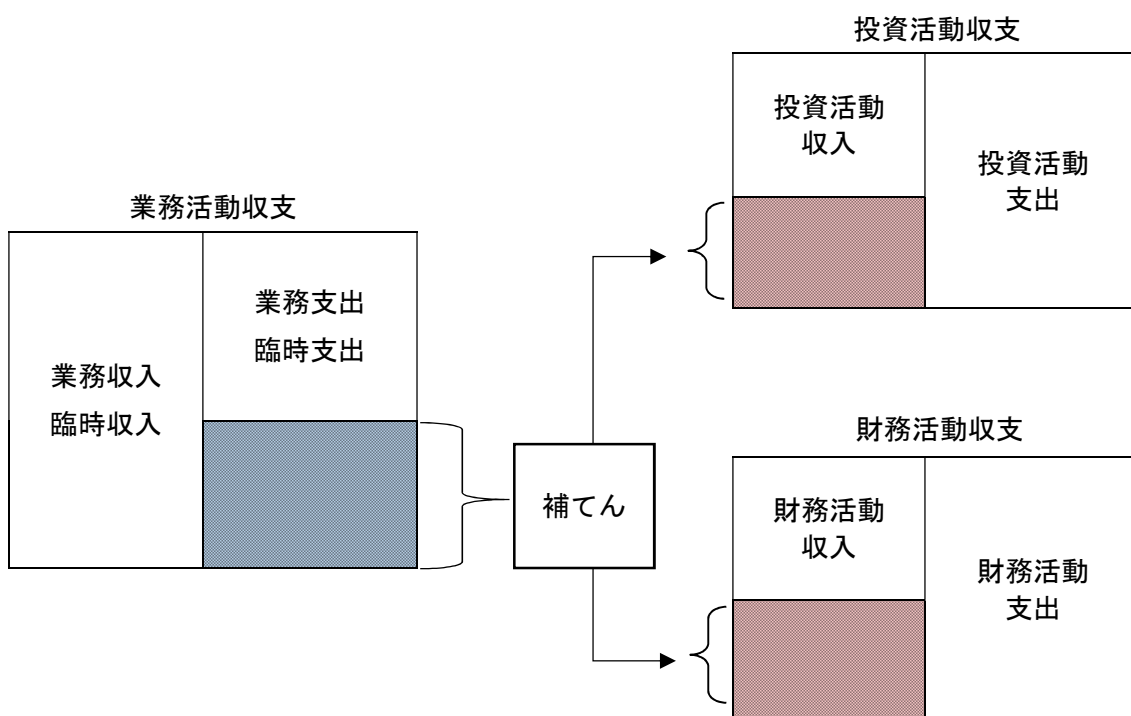 業務活動収支
業務収入
臨時収入
業務支出
臨時支出
補てん
投資活動収支
投資活動
収入
投資活動
支出
財務活動収支
財務活動
収入
財務活動
支出